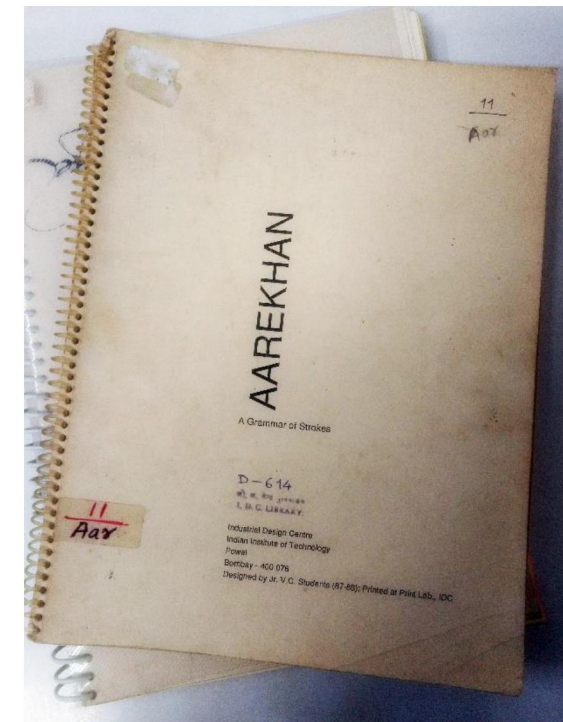 11
Aar
AAREKHAN
A Grammar of Strokes
D-614
I. D. C. LIBRARY.
11
Aar
Industrial Design Centre
Indian Institute of Technology
Powai
Bombay - 400 076
Designed by Jr. V.C. Students (87-89); Printed at Print Lab., IDC